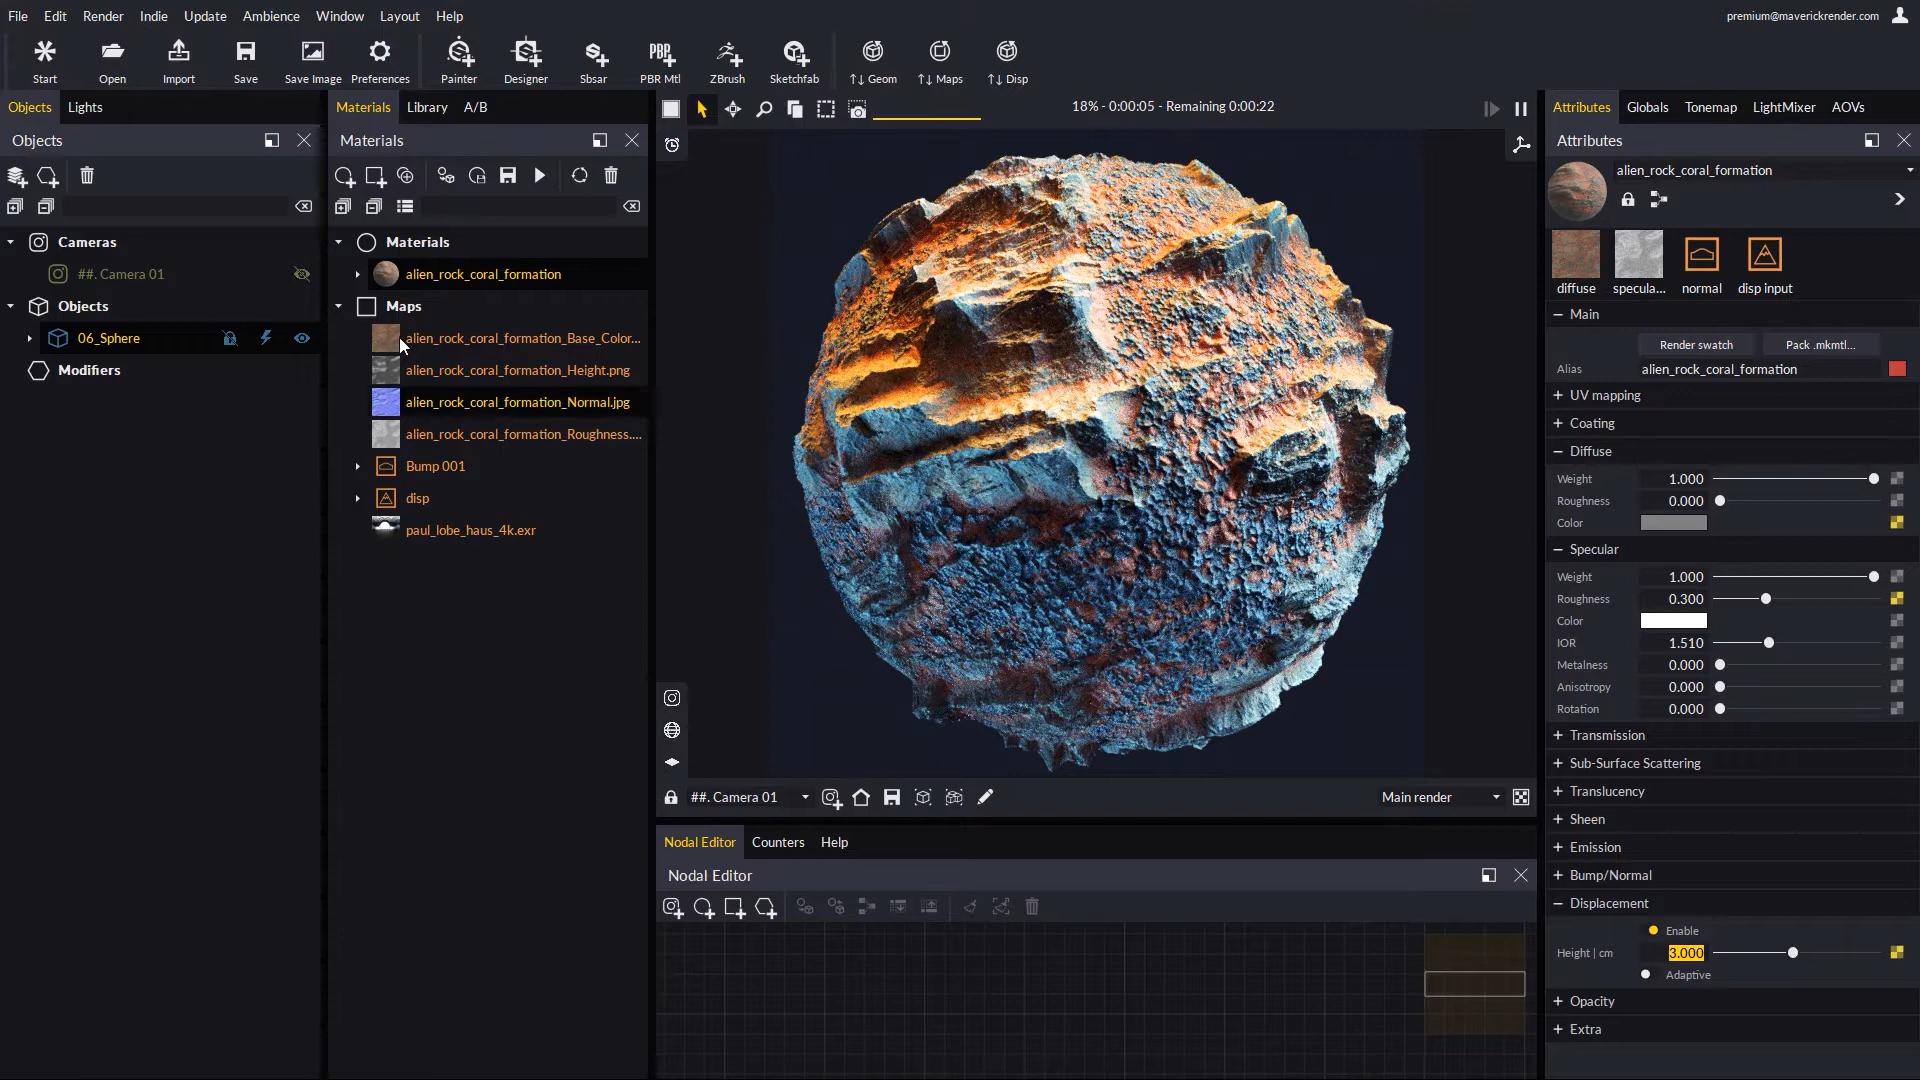 File Edit Render Indie Update Ambience Window Layout Help
premium@maverickrender.com
Start Open Import Save Save Image Preferences Painter Designer Sbsar PBR Mtl ZBrush Sketchfab ↑↓ Geom ↑↓ Maps ↑↓ Disp
PBR
Objects Lights
Objects
Cameras
##. Camera 01
Objects
06_Sphere
Modifiers
Materials Library A/B
Materials
Materials
alien_rock_coral_formation
Maps
alien_rock_coral_formation_Base_Color...
alien_rock_coral_formation_Height.png
alien_rock_coral_formation_Normal.jpg
alien_rock_coral_formation_Roughness....
Bump 001
disp
paul_lobe_haus_4k.exr
18% - 0:00:05 - Remaining 0:00:22
##. Camera 01
Main render
Nodal Editor Counters Help
Nodal Editor
Attributes Globals Tonemap LightMixer AOVs
Attributes
alien_rock_coral_formation
diffuse specula... normal disp input
Main
Render swatch Pack .mkmtl...
Alias alien_rock_coral_formation
UV mapping
Coating
Diffuse
Weight 1.000
Roughness 0.000
Color
Specular
Weight 1.000
Roughness 0.300
Color
IOR 1.510
Metalness 0.000
Anisotropy 0.000
Rotation 0.000
Transmission
Sub-Surface Scattering
Translucency
Sheen
Emission
Bump/Normal
Displacement
Enable
Height | cm 3.000
Adaptive
Opacity
Extra